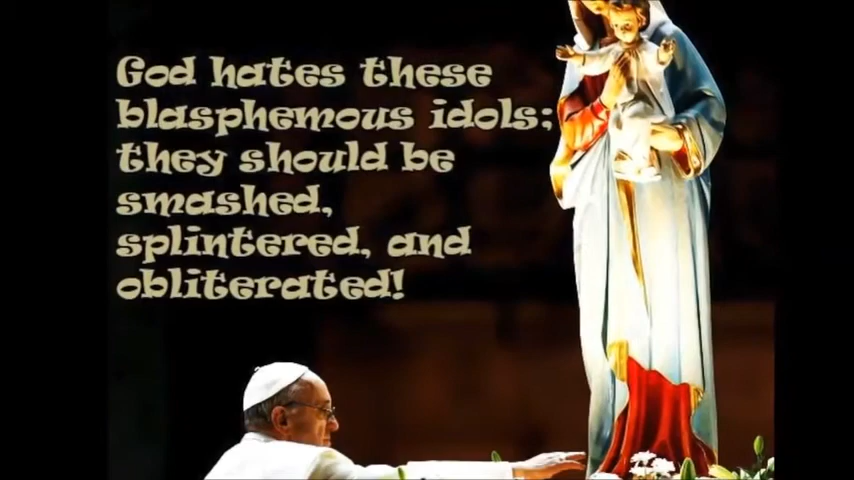 God hates these
blasphemous idols;
they should be
smashed,
splintered, and
obliterated!